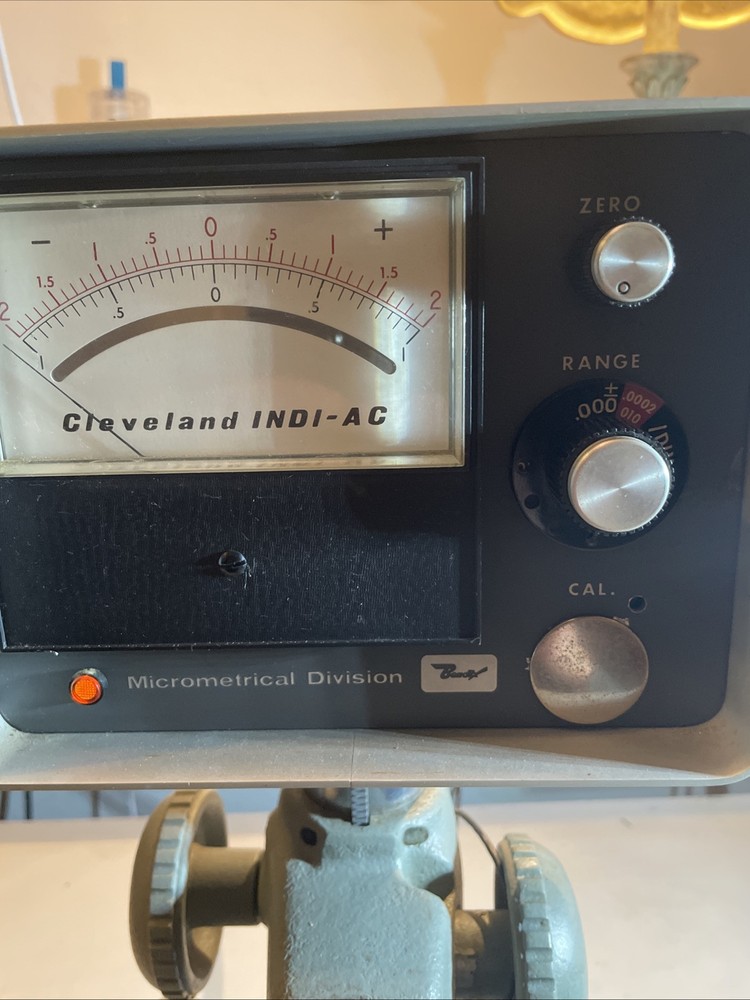 ZERO
− +
2 1.5 1 .5 0 .5 1 1.5 2
1 .5 0 .5 1
O
RANGE
±
.000 .0002
010
Cleveland INDI-AC
CAL.
Micrometrical Division Bendix